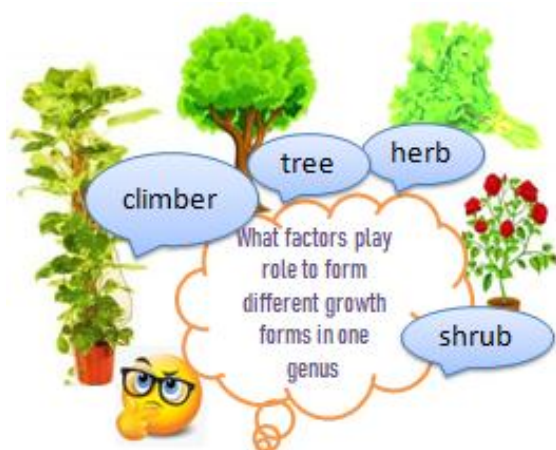 tree
herb
climber
What factors play
role to form
different growth
forms in one
genus
shrub